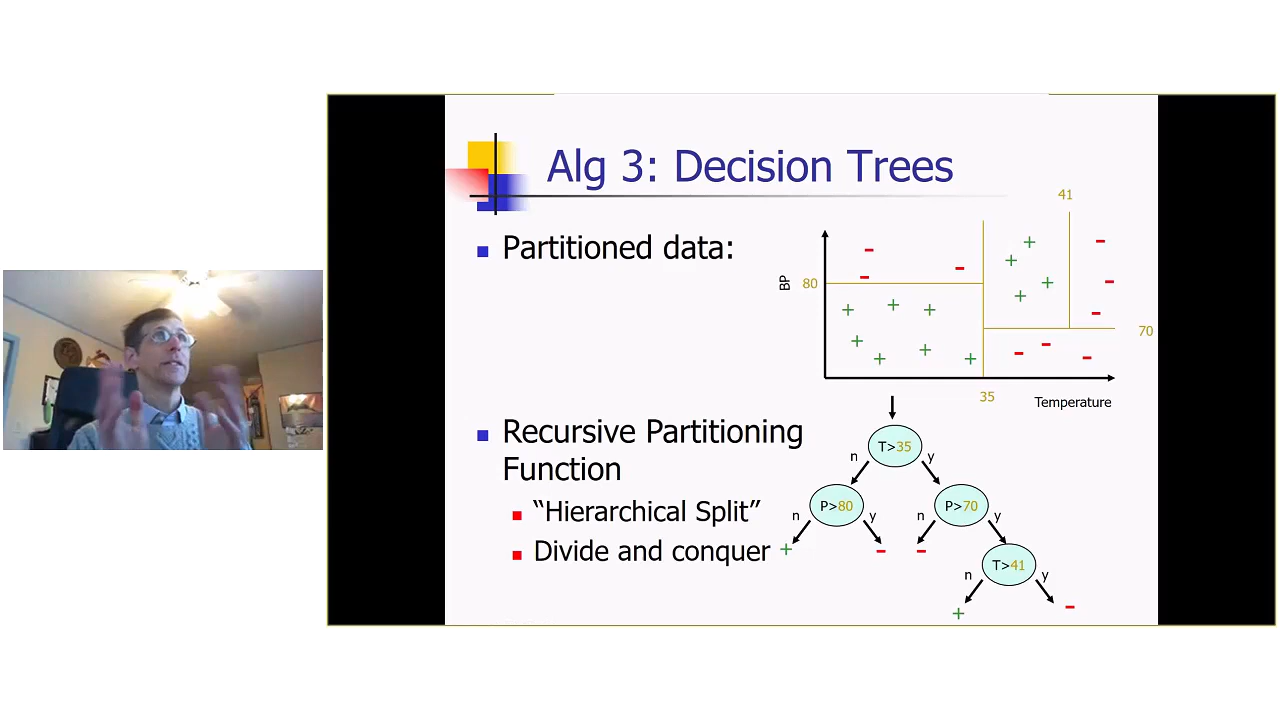 Alg 3: Decision Trees
Partitioned data:
41
BP
80
70
35
Temperature
Recursive Partitioning
Function
“Hierarchical Split”
Divide and conquer
T>35
n y
P>80 P>70
n y n y
+ - -
T>41
n y
+ -